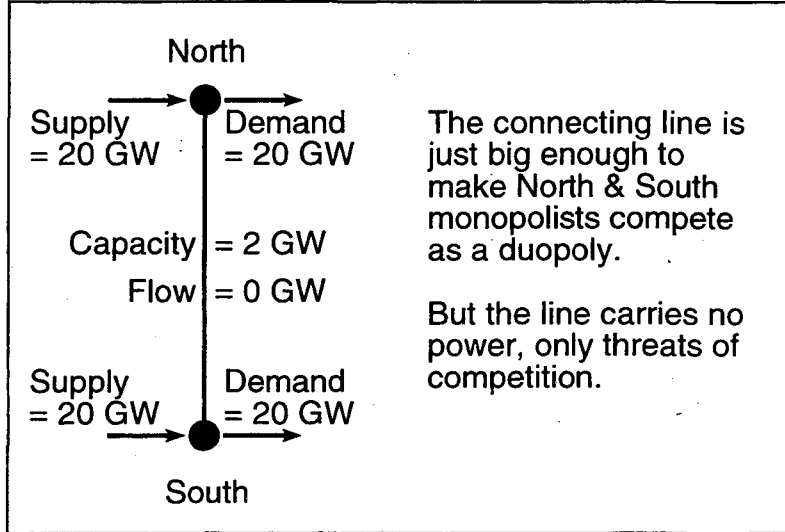 North
Supply
= 20 GW
Demand
= 20 GW
Capacity = 2 GW
Flow = 0 GW
Supply
= 20 GW
Demand
= 20 GW
South
The connecting line is
just big enough to
make North & South
monopolists compete
as a duopoly.
But the line carries no
power, only threats of
competition.